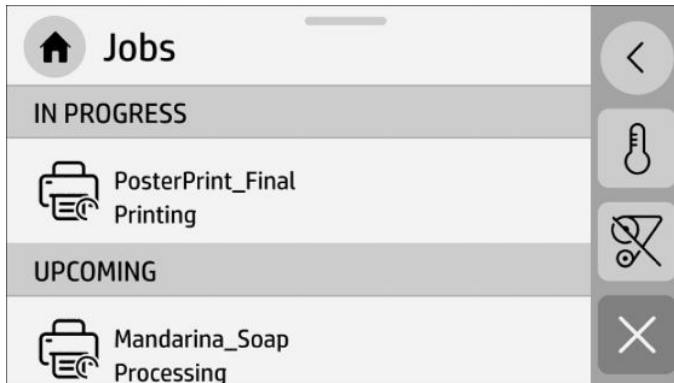 Jobs
IN PROGRESS
PosterPrint_Final
Printing
UPCOMING
Mandarina_Soap
Processing